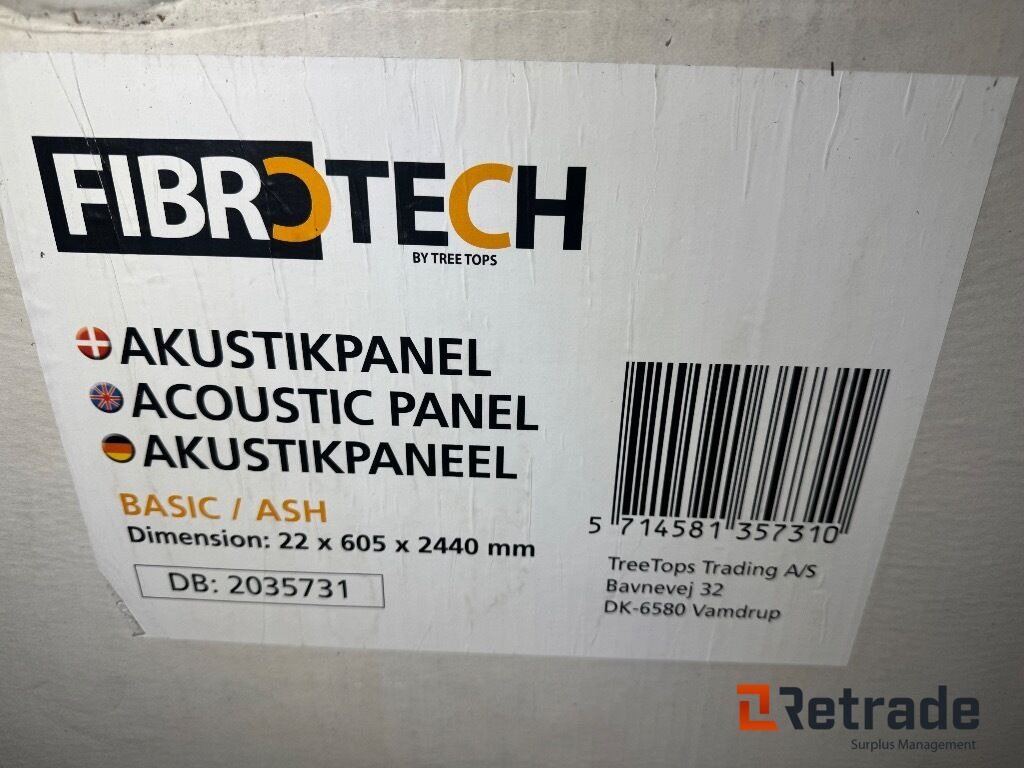 FIBROTECH
BY TREE TOPS
AKUSTIKPANEL
ACOUSTIC PANEL
AKUSTIKPANEEL
BASIC / ASH
Dimension: 22 x 605 x 2440 mm
DB: 2035731
5 714581 357310
TreeTops Trading A/S
Bavnevej 32
DK-6580 Vamdrup
Retrade
Surplus Management